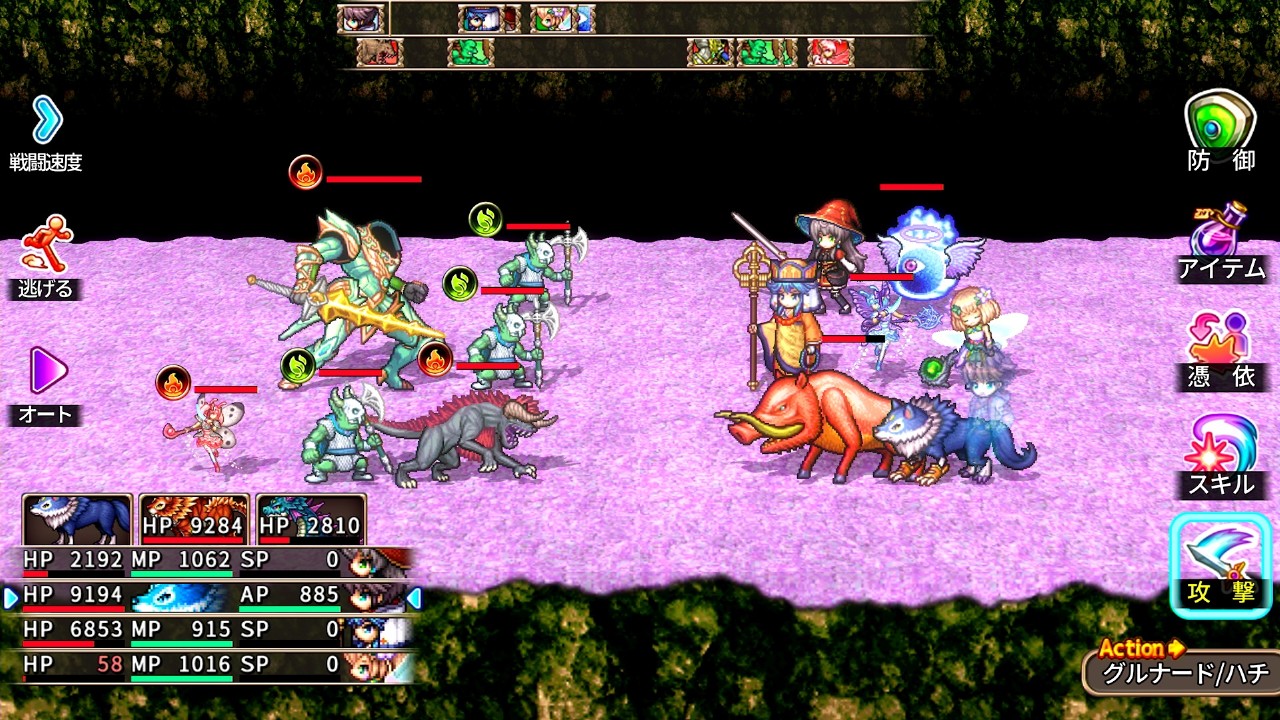 戦闘速度
逃げる
オート
防 御
アイテム
憑 依
スキル
攻 撃
HP 9284
HP 2810
HP 2192 MP 1062 SP 0
HP 9194 AP 885
HP 6853 MP 915 SP 0
HP 58 MP 1016 SP 0
Action
グルナード/ハチ